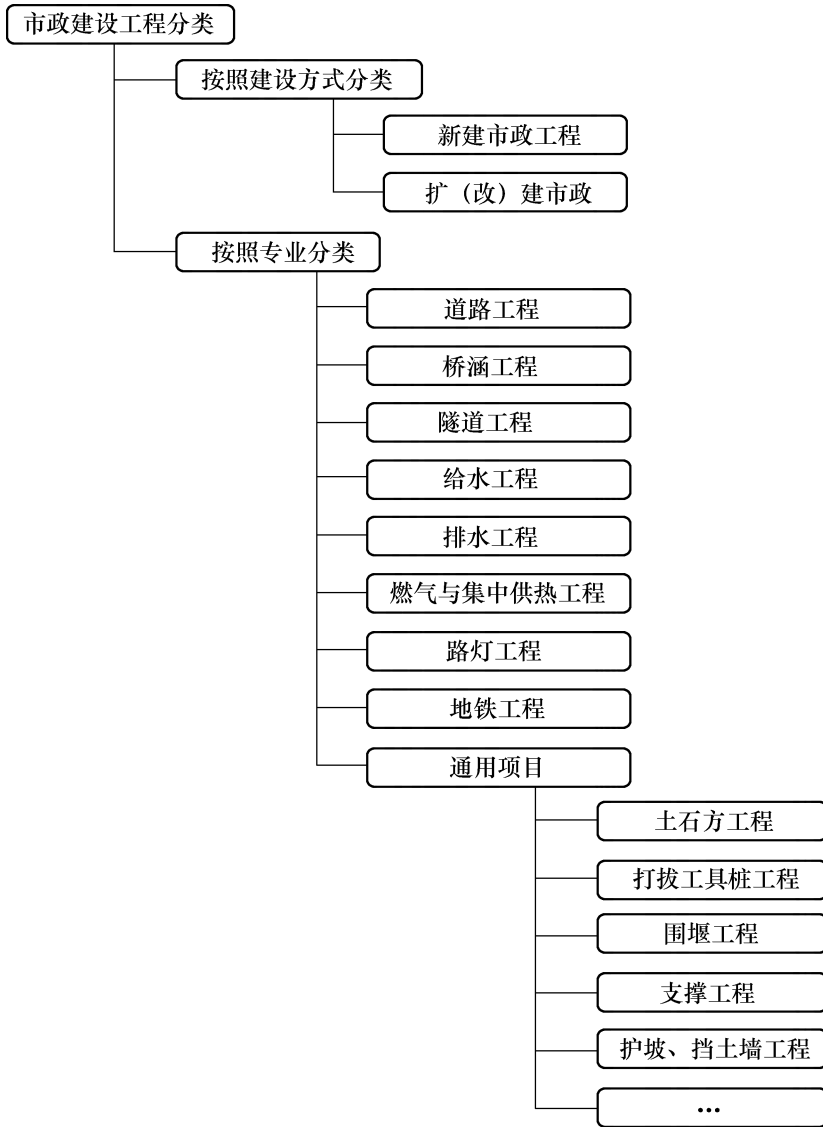 市政建设工程分类
按照建设方式分类
新建市政工程
扩（改）建市政
按照专业分类
道路工程
桥涵工程
隧道工程
给水工程
排水工程
燃气与集中供热工程
路灯工程
地铁工程
通用项目
土石方工程
打拔工具桩工程
围堰工程
支撑工程
护坡、挡土墙工程
…